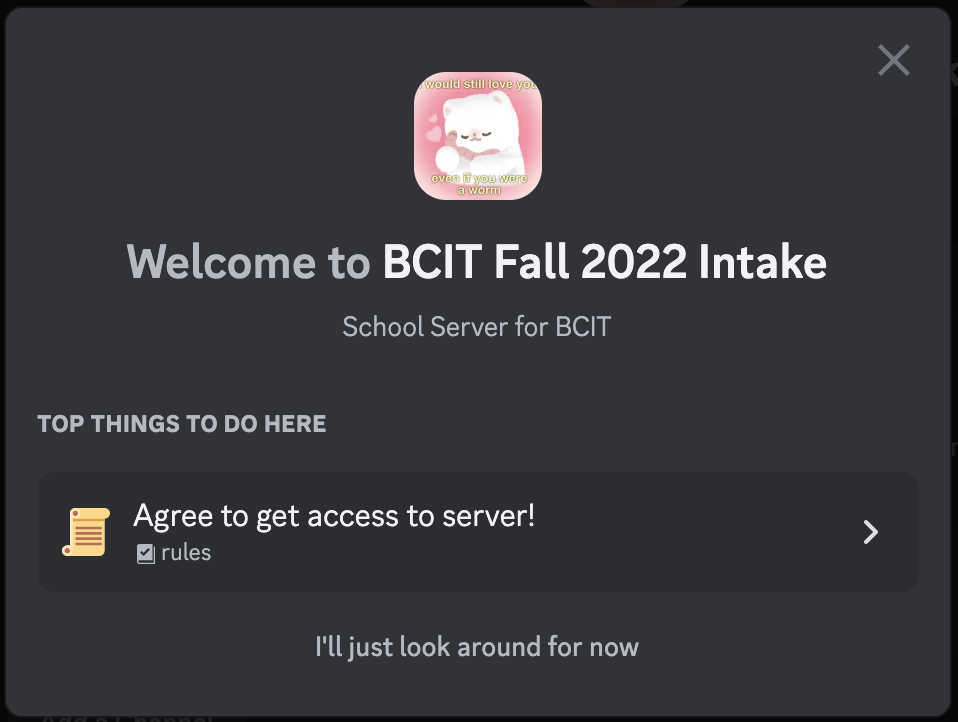 would still love you
even if you were
a worm
Welcome to BCIT Fall 2022 Intake
School Server for BCIT
TOP THINGS TO DO HERE
Agree to get access to server!
rules
I'll just look around for now